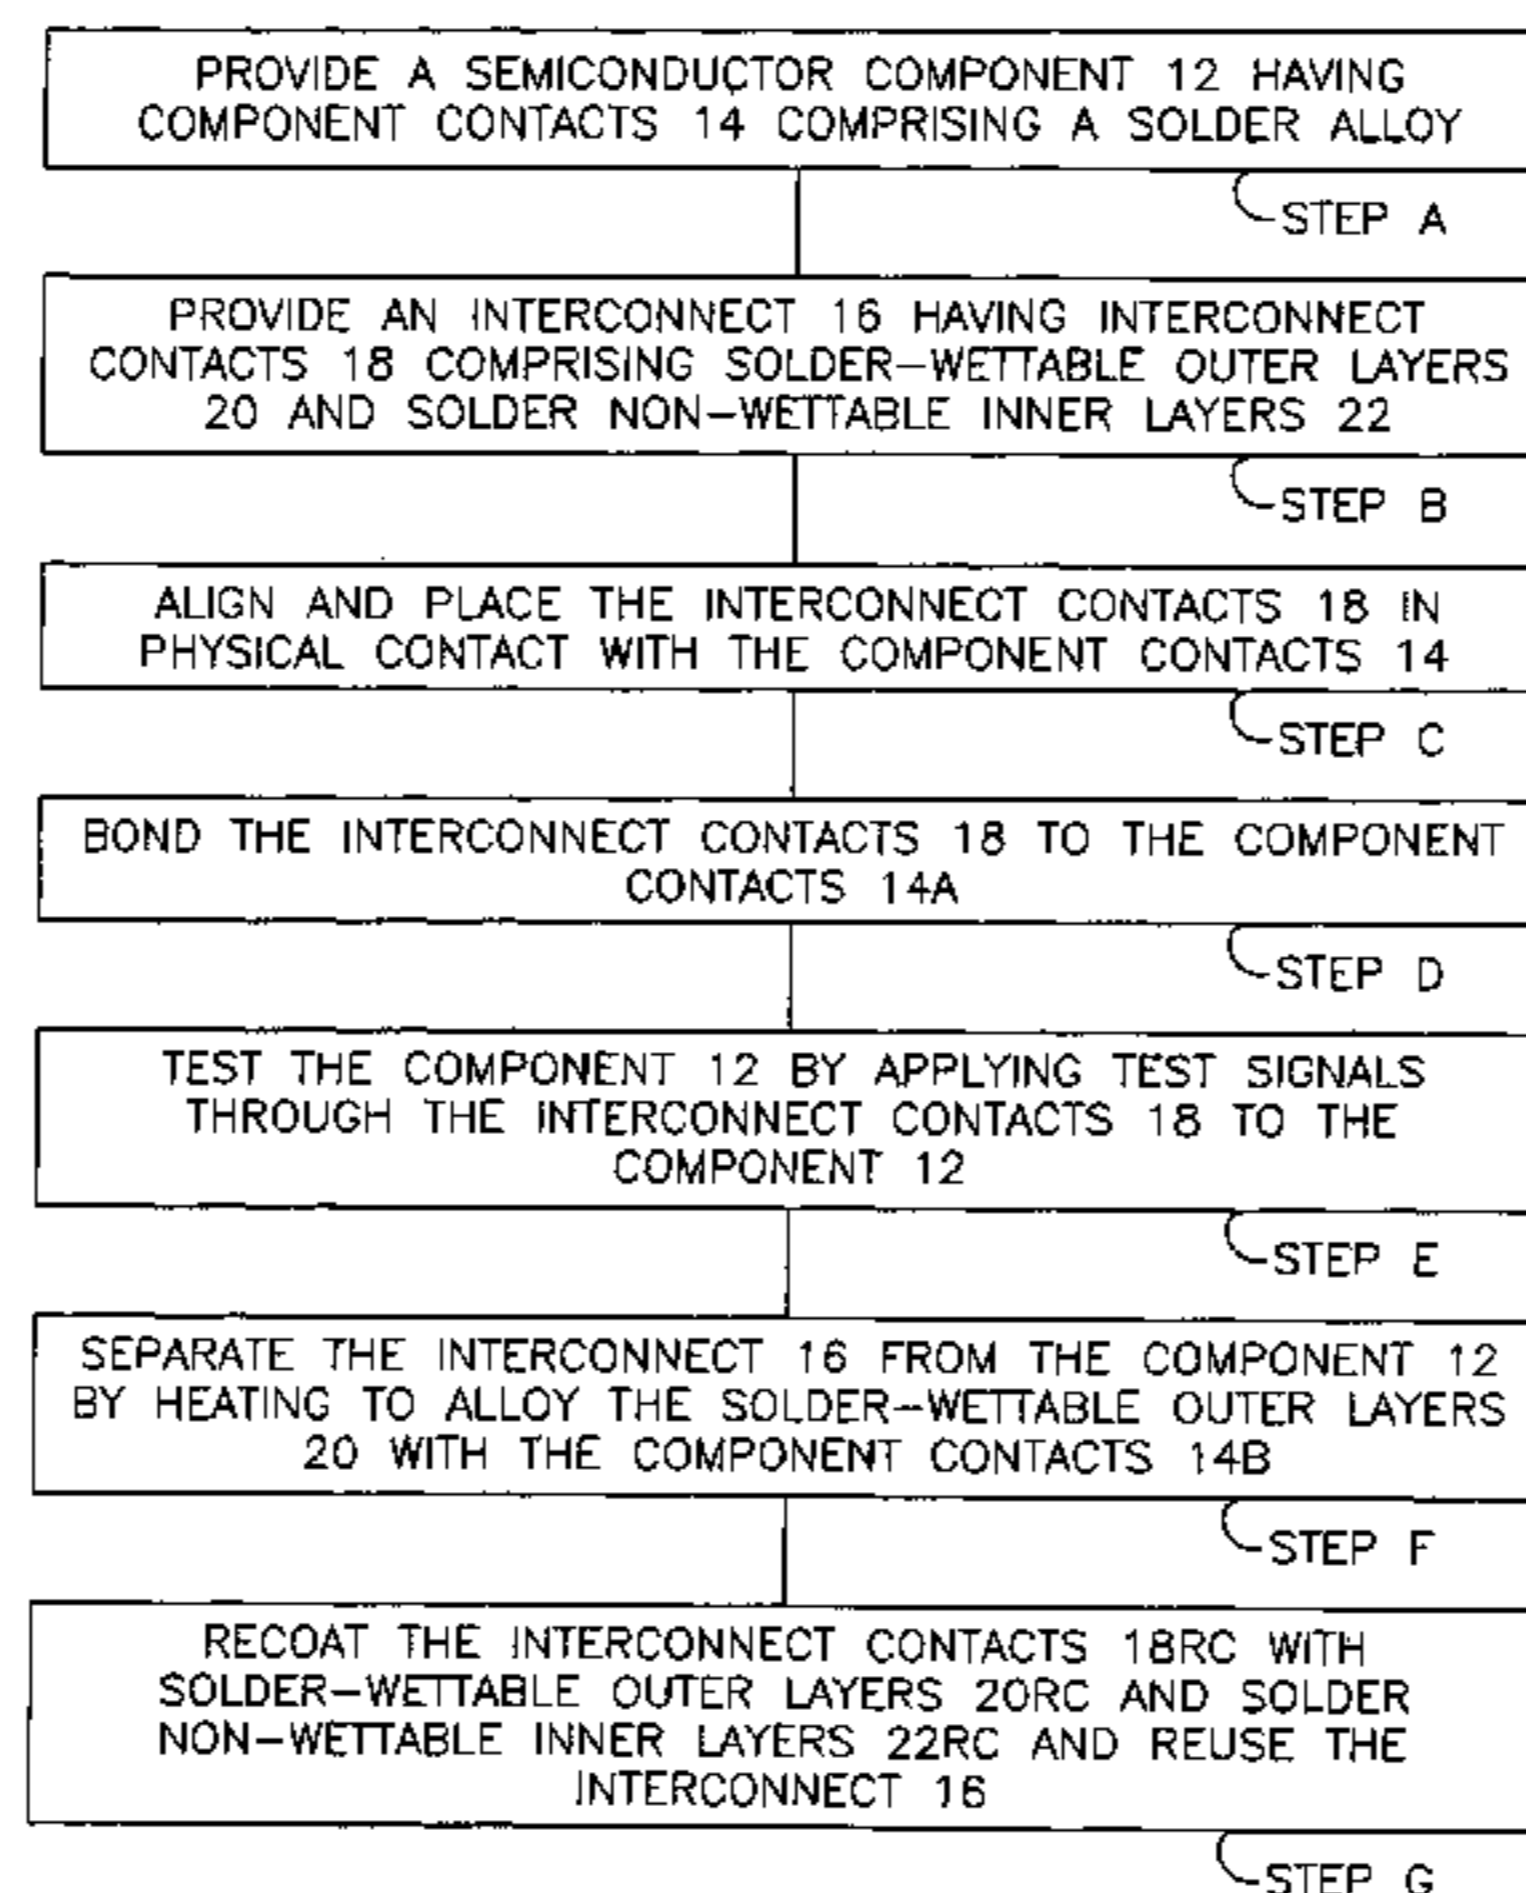 PROVIDE A SEMICONDUCTOR COMPONENT 12 HAVING
COMPONENT CONTACTS 14 COMPRISING A SOLDER ALLOY
STEP A
PROVIDE AN INTERCONNECT 16 HAVING INTERCONNECT
CONTACTS 18 COMPRISING SOLDER-WETTABLE OUTER LAYERS
20 AND SOLDER NON-WETTABLE INNER LAYERS 22
STEP B
ALIGN AND PLACE THE INTERCONNECT CONTACTS 18 IN
PHYSICAL CONTACT WITH THE COMPONENT CONTACTS 14
STEP C
BOND THE INTERCONNECT CONTACTS 18 TO THE COMPONENT
CONTACTS 14A
STEP D
TEST THE COMPONENT 12 BY APPLYING TEST SIGNALS
THROUGH THE INTERCONNECT CONTACTS 18 TO THE
COMPONENT 12
STEP E
SEPARATE THE INTERCONNECT 16 FROM THE COMPONENT 12
BY HEATING TO ALLOY THE SOLDER-WETTABLE OUTER LAYERS
20 WITH THE COMPONENT CONTACTS 14B
STEP F
RECOAT THE INTERCONNECT CONTACTS 18RC WITH
SOLDER-WETTABLE OUTER LAYERS 20RC AND SOLDER
NON-WETTABLE INNER LAYERS 22RC AND REUSE THE
INTERCONNECT 16
STEP G